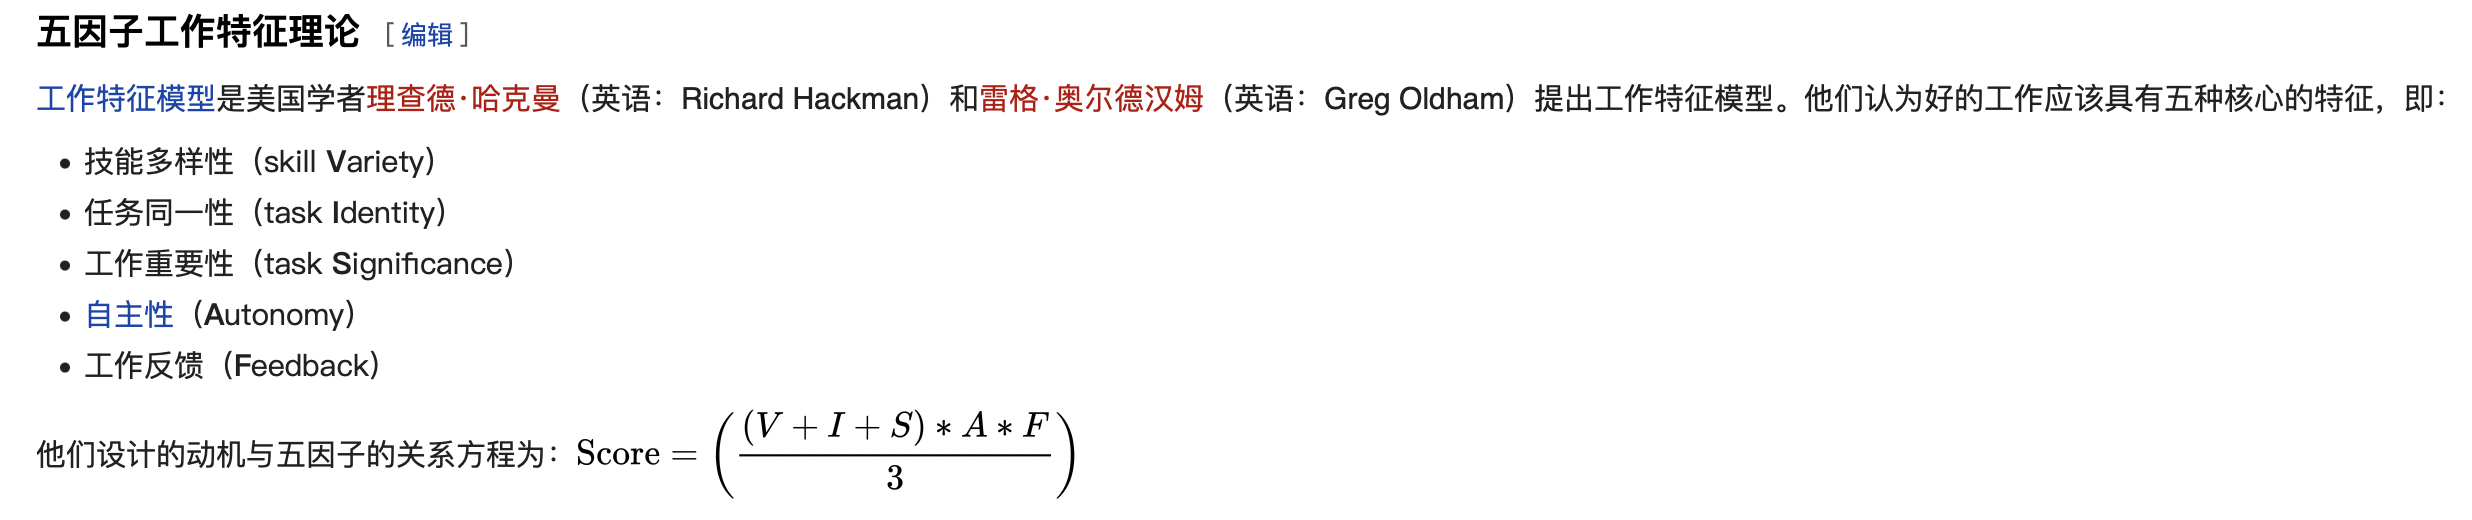 五因子工作特征理论 [编辑]
工作特征模型是美国学者理查德·哈克曼（英语：Richard Hackman）和雷格·奥尔德汉姆（英语：Greg Oldham）提出工作特征模型。他们认为好的工作应该具有五种核心的特征，即：
• 技能多样性（skill Variety）
• 任务同一性（task Identity）
• 工作重要性（task Significance）
• 自主性（Autonomy）
• 工作反馈（Feedback）
他们设计的动机与五因子的关系方程为：Score = ( (V + I + S) * A * F / 3 )